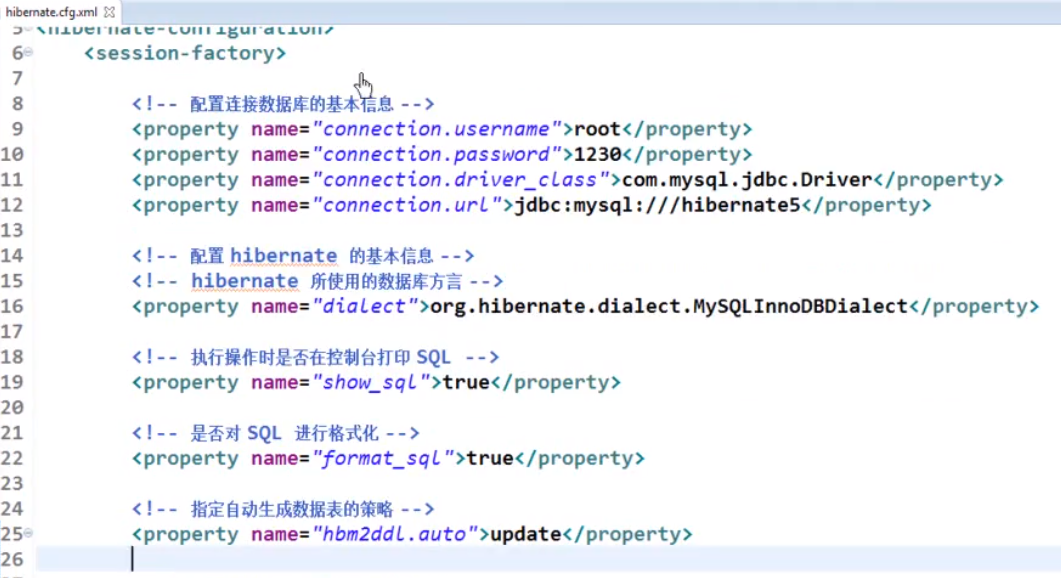 hibernate.cfg.xml
5 <hibernate-configuration>
6 <session-factory>
7
8 <!-- 配置连接数据库的基本信息 -->
9 <property name="connection.username">root</property>
10 <property name="connection.password">1230</property>
11 <property name="connection.driver_class">com.mysql.jdbc.Driver</property>
12 <property name="connection.url">jdbc:mysql:///hibernate5</property>
13
14 <!-- 配置 hibernate 的基本信息 -->
15 <!-- hibernate 所使用的数据库方言 -->
16 <property name="dialect">org.hibernate.dialect.MySQLInnoDBDialect</property>
17
18 <!-- 执行操作时是否在控制台打印 SQL -->
19 <property name="show_sql">true</property>
20
21 <!-- 是否对 SQL 进行格式化 -->
22 <property name="format_sql">true</property>
23
24 <!-- 指定自动生成数据表的策略 -->
25 <property name="hbm2ddl.auto">update</property>
26